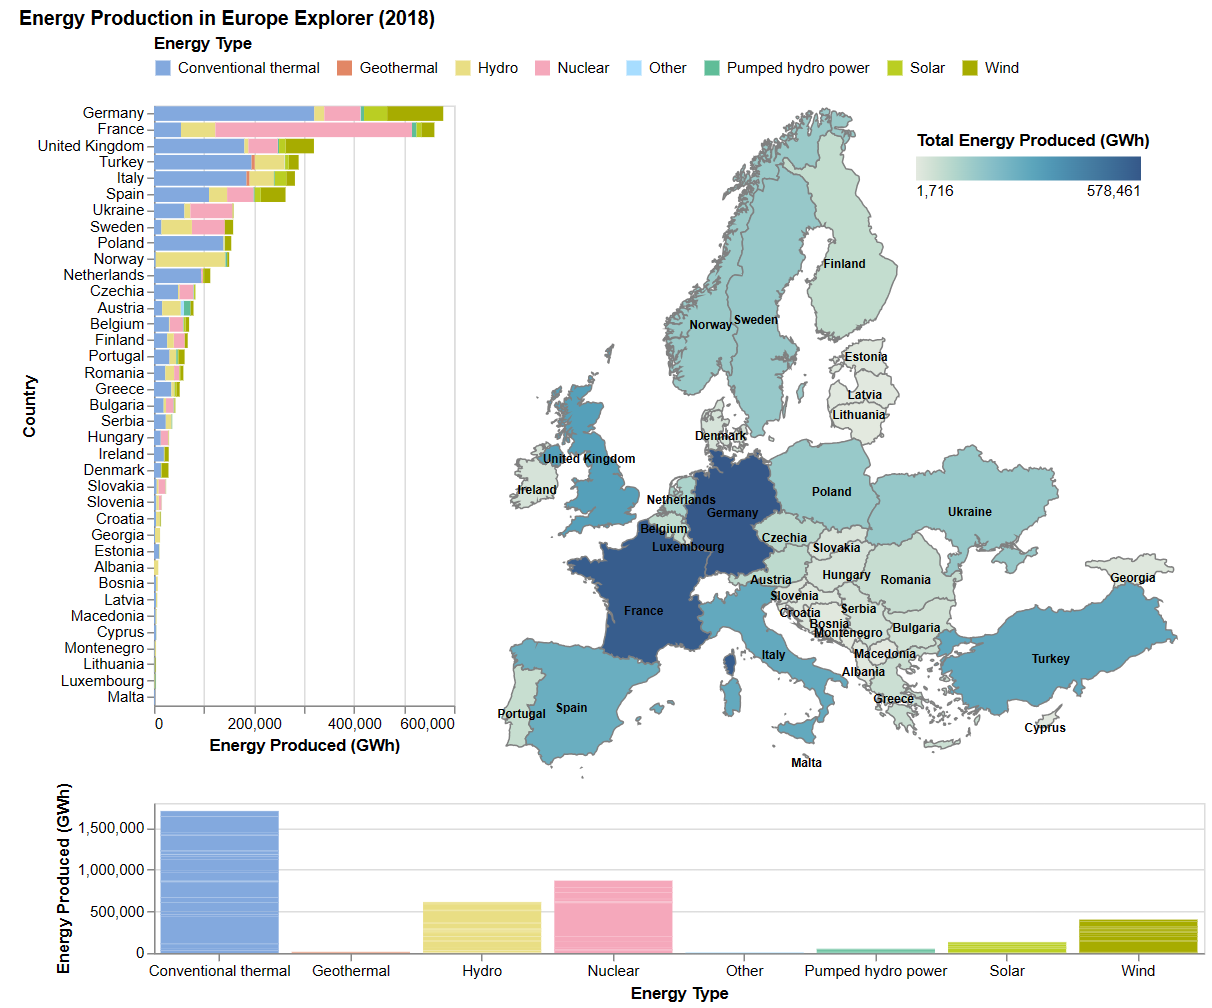 Energy Production in Europe Explorer (2018)
Energy Type
Conventional thermal Geothermal Hydro Nuclear Other Pumped hydro power Solar Wind
Country
Germany
France
United Kingdom
Turkey
Italy
Spain
Ukraine
Sweden
Poland
Norway
Netherlands
Czechia
Austria
Belgium
Finland
Portugal
Romania
Greece
Bulgaria
Serbia
Hungary
Ireland
Denmark
Slovakia
Slovenia
Croatia
Georgia
Estonia
Albania
Bosnia
Latvia
Macedonia
Cyprus
Montenegro
Lithuania
Luxembourg
Malta
0 200,000 400,000 600,000
Energy Produced (GWh)
Total Energy Produced (GWh)
1,716 578,461
Finland
Norway
Sweden
Estonia
Latvia
Lithuania
Denmark
United Kingdom
Ireland
Netherlands
Poland
Germany
Ukraine
Belgium
Czechia
Luxembourg
Slovakia
Austria
Hungary
Romania
Georgia
Slovenia
France
Croatia
Serbia
Bosnia
Bulgaria
Montenegro
Italy
Macedonia
Turkey
Albania
Greece
Spain
Portugal
Cyprus
Malta
Energy Produced (GWh)
1,500,000
1,000,000
500,000
0
Conventional thermal Geothermal Hydro Nuclear Other Pumped hydro power Solar Wind
Energy Type